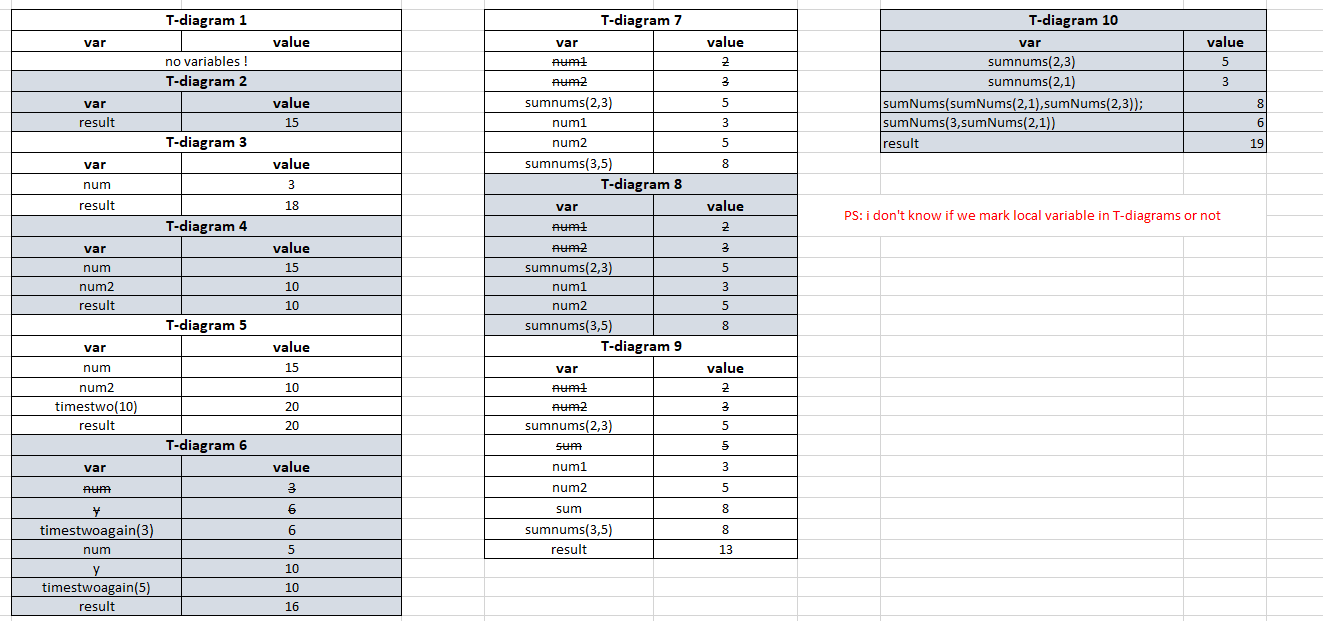 T-diagram 1
var value
no variables !
T-diagram 2
var value
result 15
T-diagram 3
var value
num 3
result 18
T-diagram 4
var value
num 15
num2 10
result 10
T-diagram 5
var value
num 15
num2 10
timestwo(10) 20
result 20
T-diagram 6
var value
num 3
y 6
timestwoagain(3) 6
num 5
y 10
timestwoagain(5) 10
result 16
T-diagram 7
var value
num1 2
num2 3
sumnums(2,3) 5
num1 3
num2 5
sumnums(3,5) 8
T-diagram 8
var value
num1 2
num2 3
sumnums(2,3) 5
num1 3
num2 5
sumnums(3,5) 8
T-diagram 9
var value
num1 2
num2 3
sumnums(2,3) 5
sum 5
num1 3
num2 5
sum 8
sumnums(3,5) 8
result 13
T-diagram 10
var value
sumnums(2,3) 5
sumnums(2,1) 3
sumNums(sumNums(2,1),sumNums(2,3)); 8
sumNums(3,sumNums(2,1)) 6
result 19
PS: i don't know if we mark local variable in T-diagrams or not